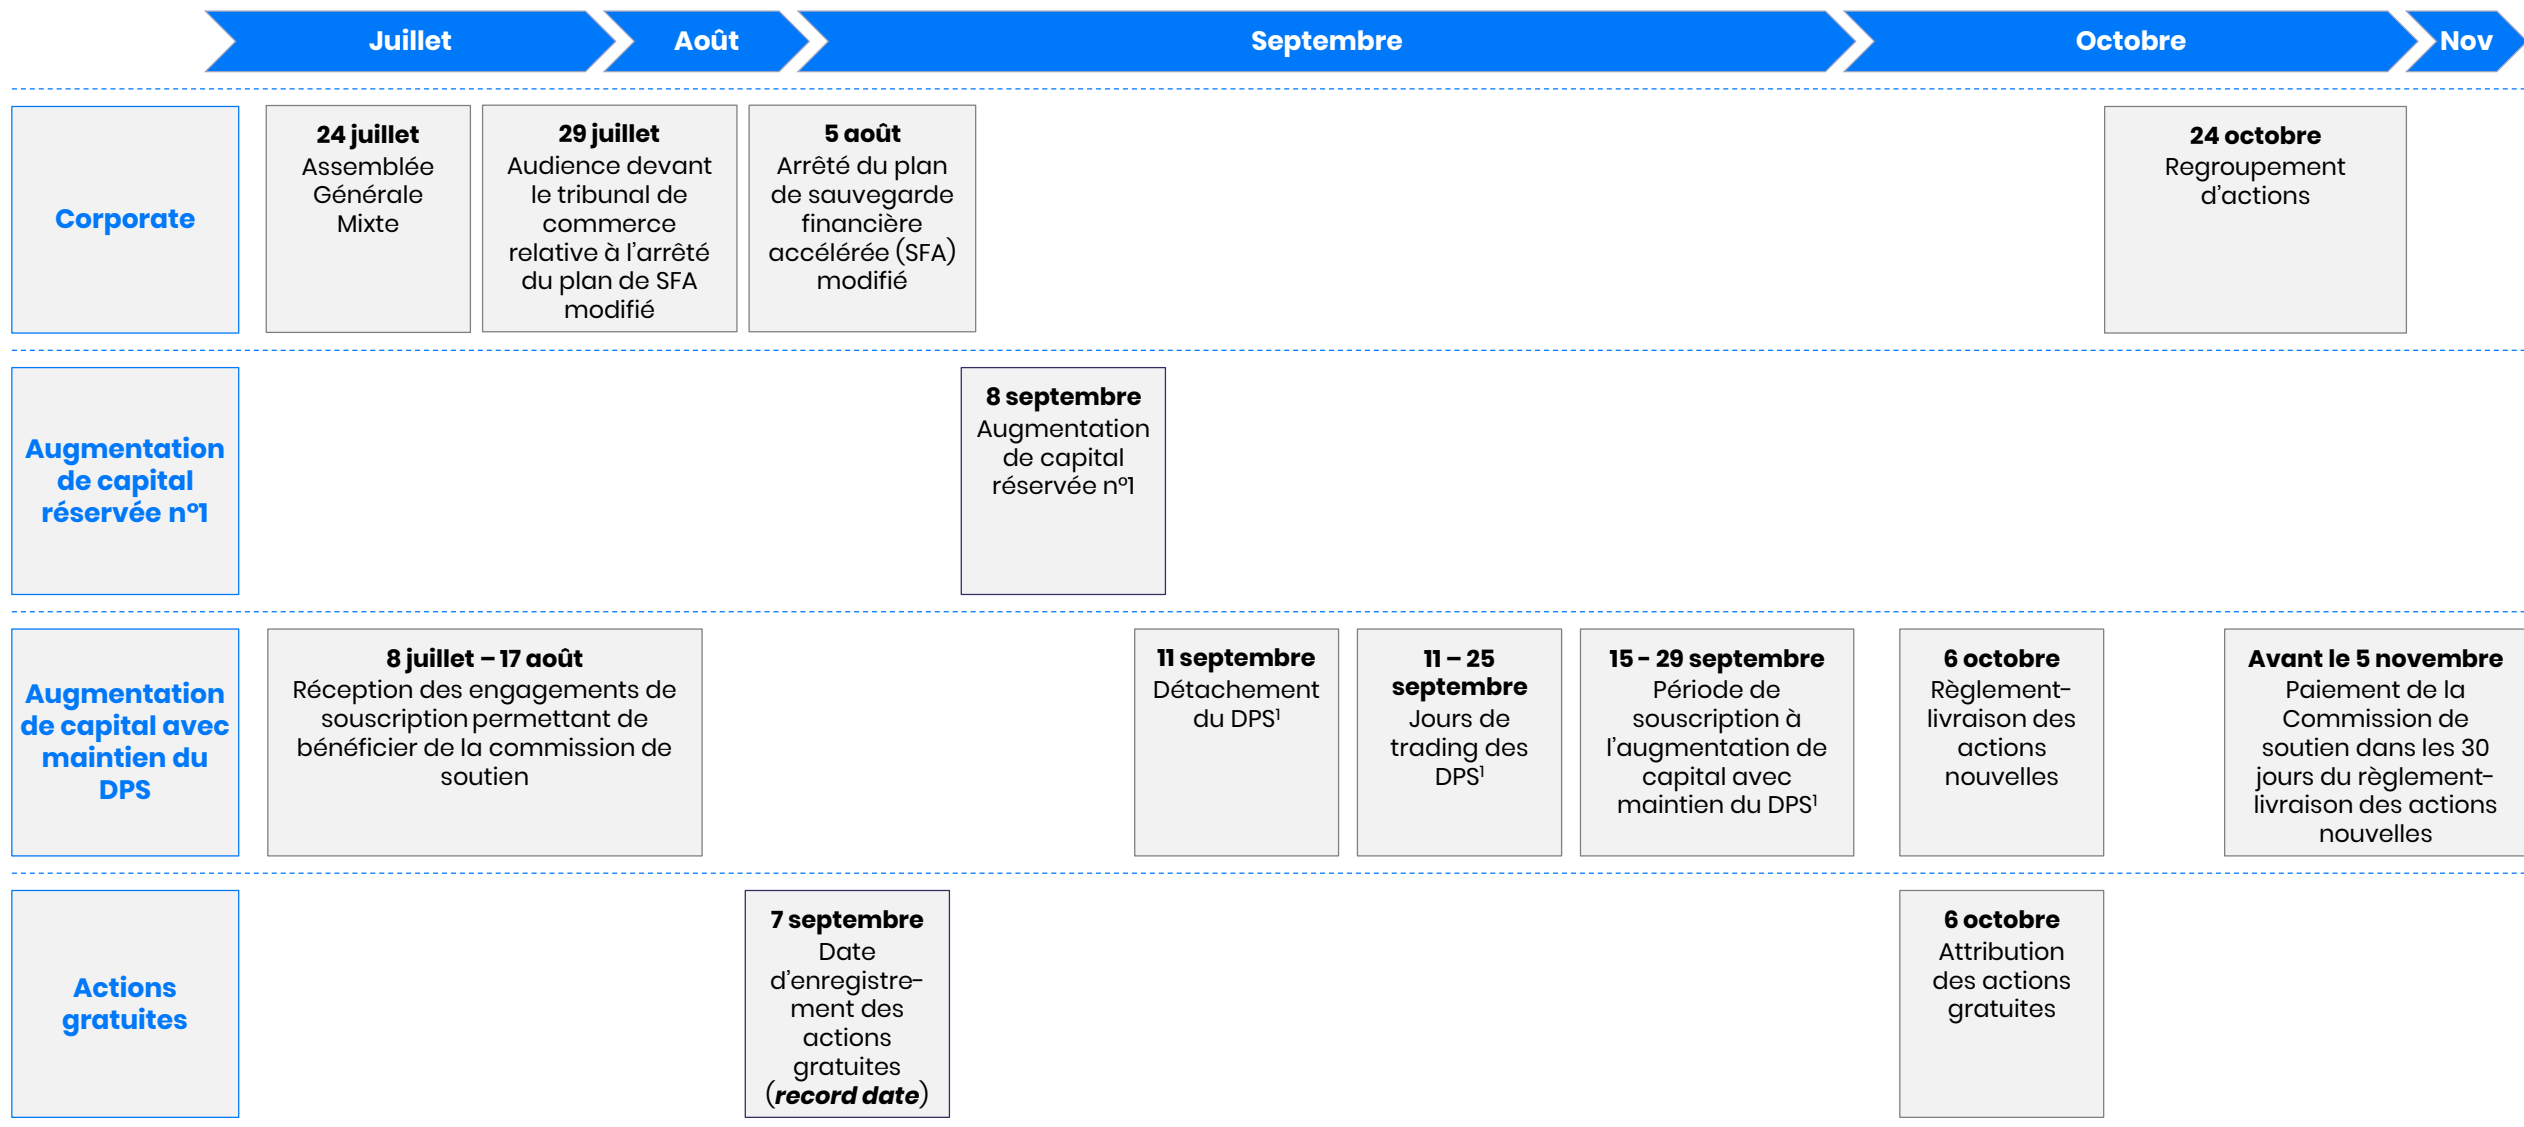 Juillet
Août
Septembre
Octobre
Nov
Corporate
24 juillet
Assemblée
Générale
Mixte
29 juillet
Audience devant
le tribunal de
commerce
relative à l'arrêté
du plan de SFA
modifié
5 août
Arrêté du plan
de sauvegarde
financière
accélérée (SFA)
modifié
24 octobre
Regroupement
d'actions
Augmentation
de capital
réservée n°1
8 septembre
Augmentation
de capital
réservée n°1
Augmentation
de capital avec
maintien du
DPS
8 juillet – 17 août
Réception des engagements de
souscription permettant de
bénéficier de la commission de
soutien
11 septembre
Détachement
du DPS¹
11 – 25
septembre
Jours de
trading des
DPS¹
15 - 29 septembre
Période de
souscription à
l'augmentation de
capital avec
maintien du DPS¹
6 octobre
Règlement-
livraison des
actions
nouvelles
Avant le 5 novembre
Paiement de la
Commission de
soutien dans les 30
jours du règlement-
livraison des actions
nouvelles
Actions
gratuites
7 septembre
Date
d'enregistre-
ment des
actions
gratuites
(record date)
6 octobre
Attribution
des actions
gratuites